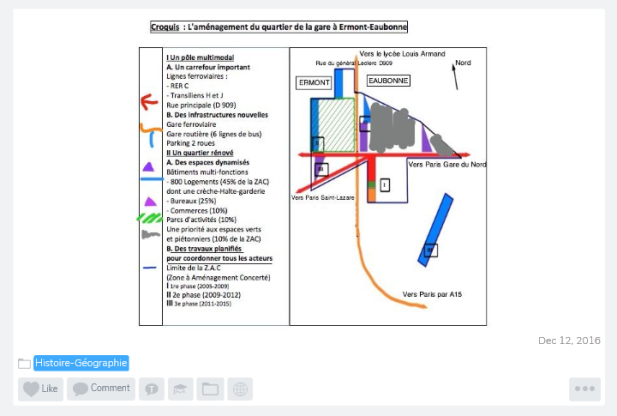 Croquis : L'aménagement du quartier de la gare à Ermont-Eaubonne
I Un pôle multimodal
A. Un carrefour important
Lignes ferroviaires :
- RER C
- Transiliens H et J
Rue principale (D 909)
B. Des infrastructures nouvelles
Gare ferroviaire
Gare routière (6 lignes de bus)
Parking 2 roues
II Un quartier rénové
A. Des espaces dynamisés
Bâtiments multi-fonctions
- 800 Logements (45% de la ZAC)
dont une crèche-Halte-garderie
- Bureaux (25%)
- Commerces (10%)
Parcs d'activités (10%)
Une priorité aux espaces verts
et piétonniers (10% de la ZAC)
B. Des travaux planifiés
pour coordonner tous les acteurs
Limite de la Z.A.C
(Zone à Aménagement Concerté)
I 1re phase (2005-2009)
II 2e phase (2009-2012)
III 3e phase (2011-2015)
Vers le lycée Louis Armand
Rue du général Leclerc D909
Nord
ERMONT
EAUBONNE
Vers Paris Gare du Nord
III
I
Vers Paris Saint-Lazare
Vers Paris par A15
Dec 12, 2016
Histoire-Géographie
Like
Comment